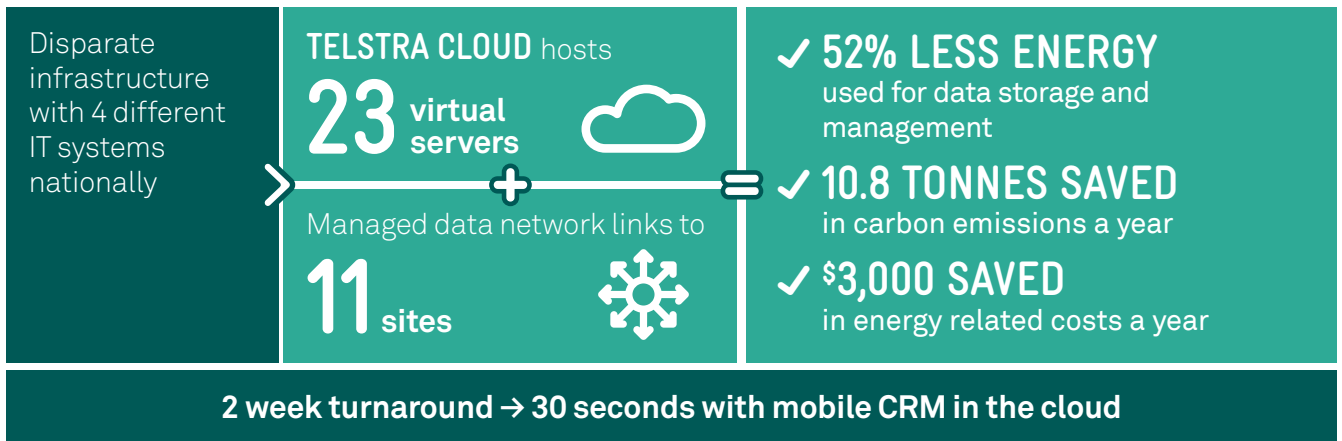 Disparate
infrastructure
with 4 different
IT systems
nationally
TELSTRA CLOUD hosts
23 virtual
servers
Managed data network links to
11 sites
52% LESS ENERGY
used for data storage and
management
10.8 TONNES SAVED
in carbon emissions a year
$3,000 SAVED
in energy related costs a year
2 week turnaround → 30 seconds with mobile CRM in the cloud